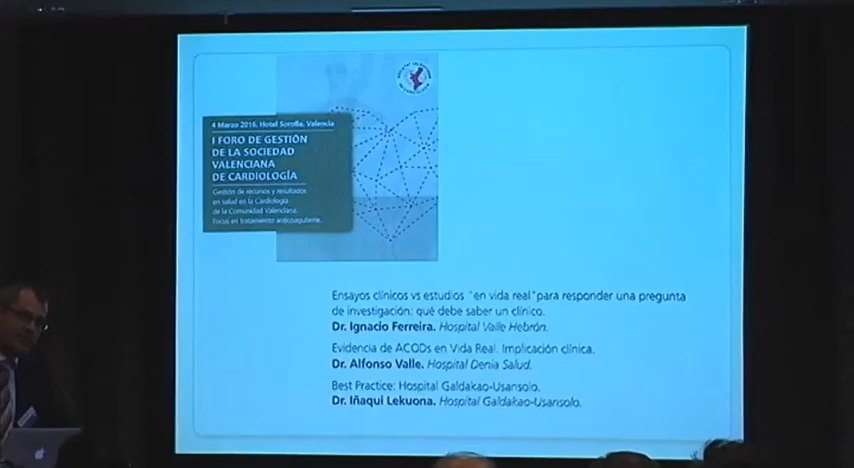 4 Marzo 2016. Hotel Sorolla. Valencia
I FORO DE GESTIÓN
DE LA SOCIEDAD
VALENCIANA
DE CARDIOLOGÍA
Gestión de recursos y resultados
en salud en la Cardiología
de la Comunidad Valenciana.
Focus en tratamiento anticoagulante.
Ensayos clínicos vs estudios "en vida real" para responder una pregunta
de investigación: qué debe saber un clínico.
Dr. Ignacio Ferreira. Hospital Valle Hebrón.
Evidencia de ACODs en Vida Real. Implicación clínica.
Dr. Alfonso Valle. Hospital Denia Salud.
Best Practice: Hospital Galdakao-Usansolo.
Dr. Iñaqui Lekuona. Hospital Galdakao-Usansolo.